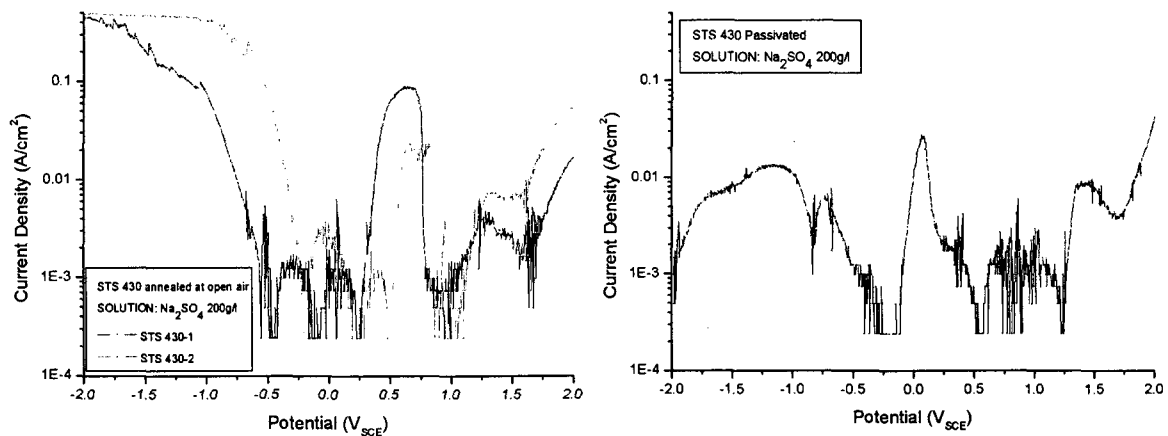 0.1
0.01
1E-3
1E-4
Current Density (A/cm2)
STS 430 annealed at open air
SOLUTION: Na2SO4 200g/l
STS 430-1
STS 430-2
-2.0 -1.5 -1.0 -0.5 0.0 0.5 1.0 1.5 2.0
Potential (VSCE)
STS 430 Passivated
SOLUTION: Na2SO4 200g/l
0.1
0.01
1E-3
1E-4
Current Density (A/cm2)
-2.0 -1.5 -1.0 -0.5 0.0 0.5 1.0 1.5 2.0
Potential (VSCE)